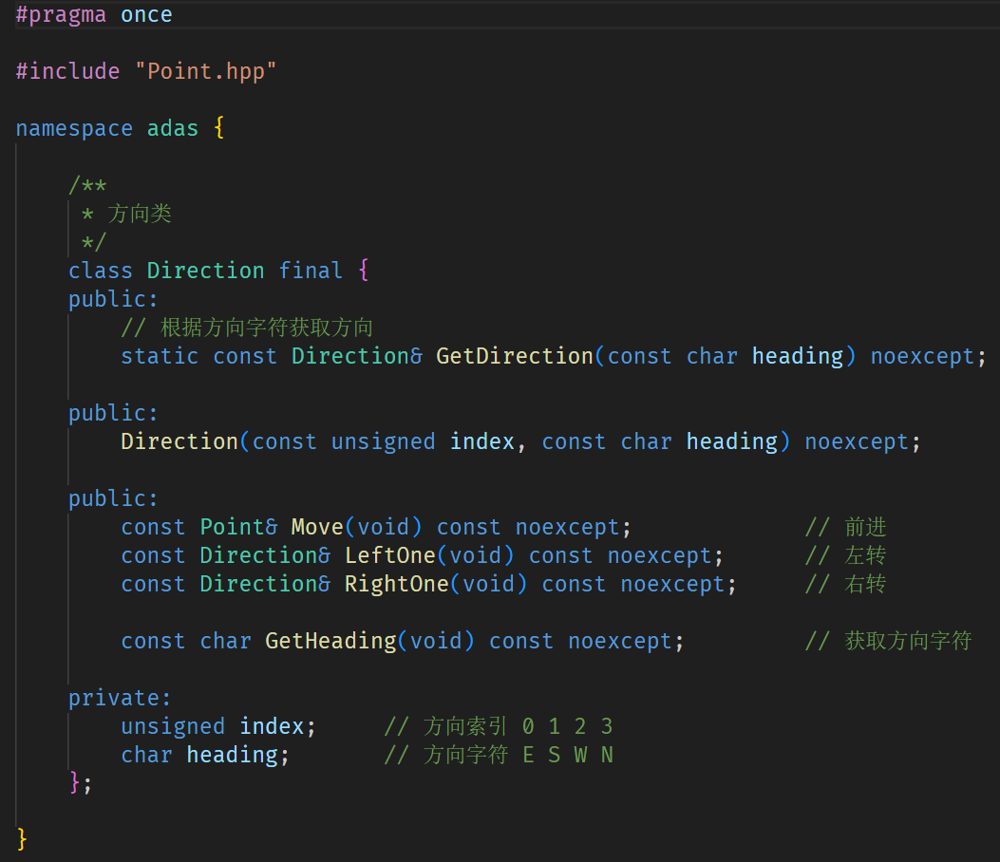 #pragma once
#include "Point.hpp"
namespace adas {
/**
* 方向类
*/
class Direction final {
public:
// 根据方向字符获取方向
static const Direction& GetDirection(const char heading) noexcept;
public:
Direction(const unsigned index, const char heading) noexcept;
public:
const Point& Move(void) const noexcept; // 前进
const Direction& LeftOne(void) const noexcept; // 左转
const Direction& RightOne(void) const noexcept; // 右转
const char GetHeading(void) const noexcept; // 获取方向字符
private:
unsigned index; // 方向索引 0 1 2 3
char heading; // 方向字符 E S W N
};
}